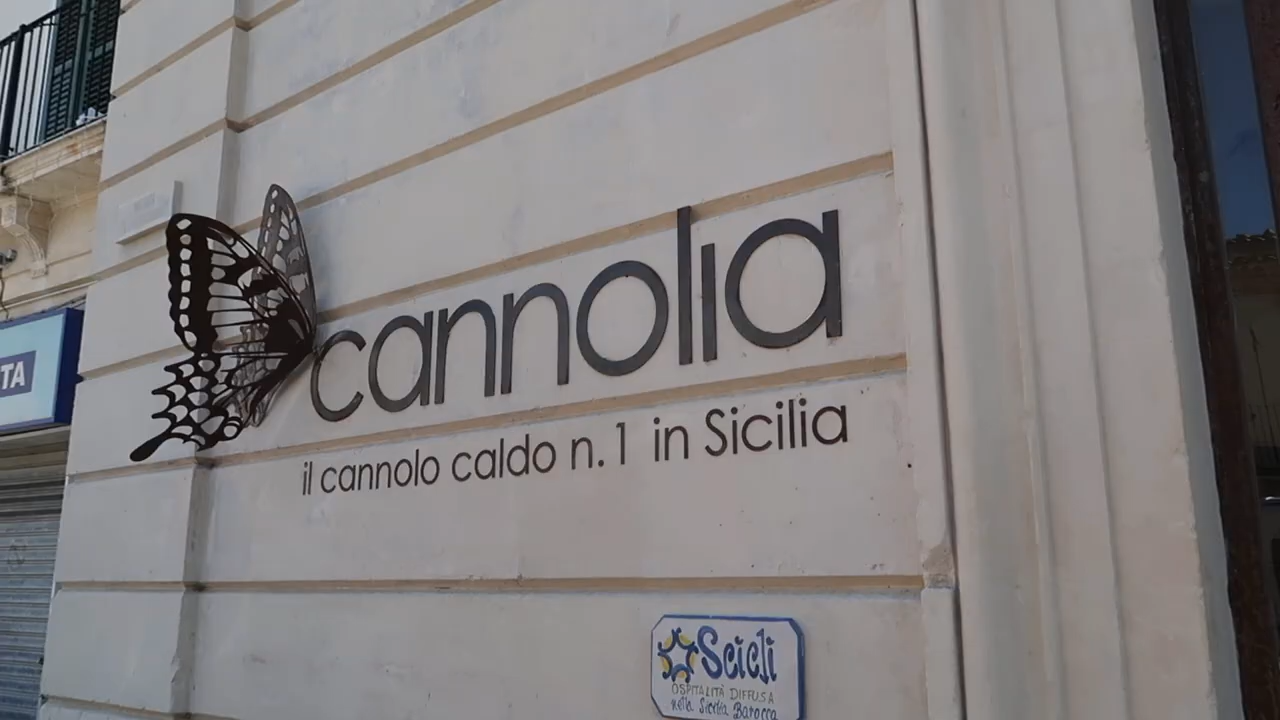 cannolia
il cannolo caldo n.1 in Sicilia
TA
Scicli
OSPITALITÀ DIFFUSA
nella Sicilia Barocca